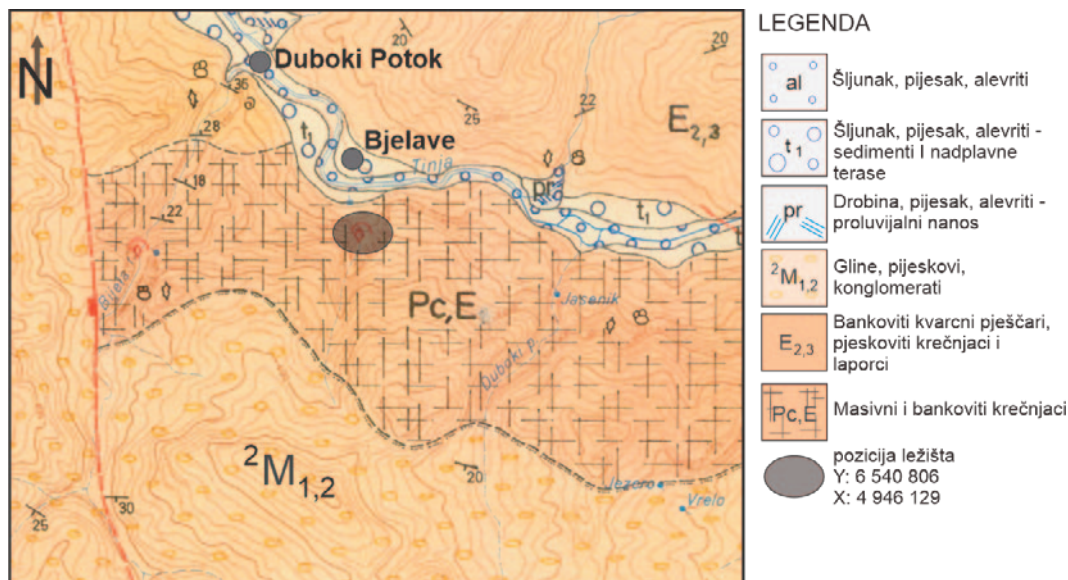 N
20
20
Duboki Potok
36
22
25
28
E2,3
t1
Bjelave
Tinja
18
pr
t1
22
Bijela r.
Pc,E
Jasenik
Duboki p.
2M1,2
20
Jezero
Vrelo
30
25
LEGENDA
al
Šljunak, pijesak, alevriti
t1
Šljunak, pijesak, alevriti -
sedimenti I nadplavne
terase
pr
Drobina, pijesak, alevriti -
proluvijalni nanos
2M1,2
Gline, pijeskovi,
konglomerati
E2,3
Bankoviti kvarcni pješčari,
pjeskoviti krečnjaci i
laporci
Pc,E
Masivni i bankoviti krečnjaci
pozicija ležišta
Y: 6 540 806
X: 4 946 129